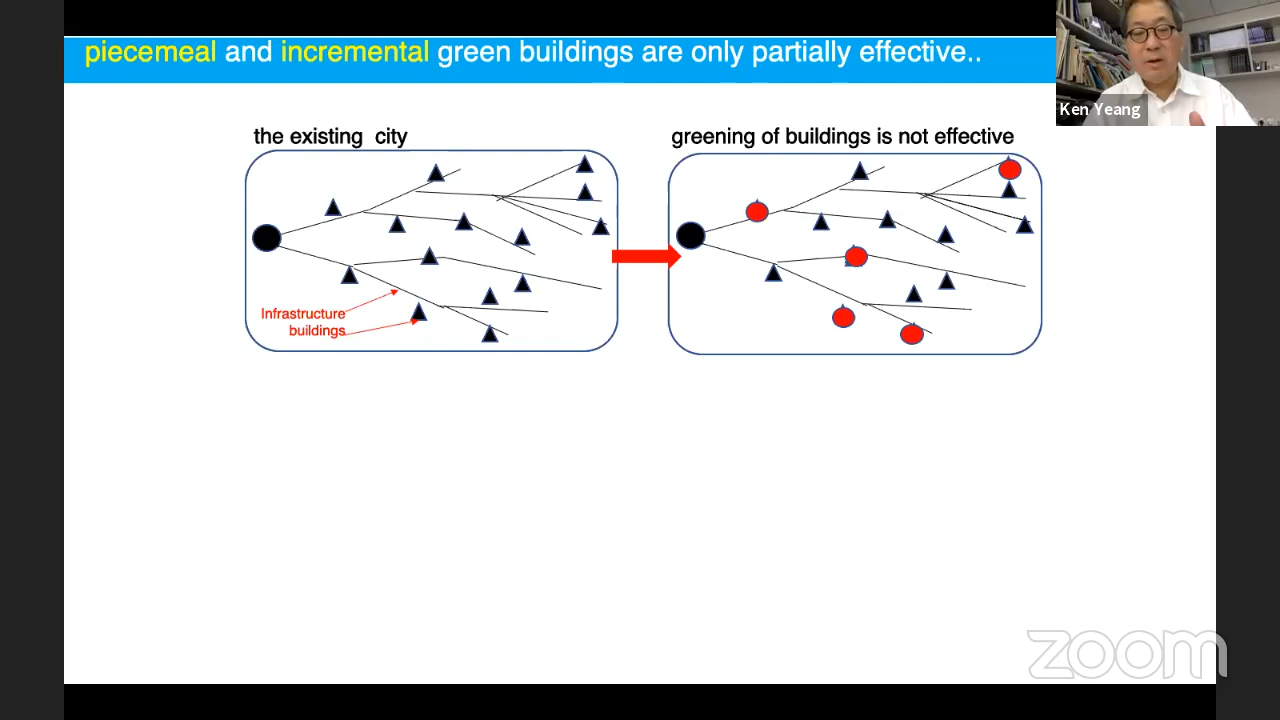 piecemeal and incremental green buildings are only partially effective..
Ken Yeang
the existing city
greening of buildings is not effective
Infrastructure
buildings
zoom